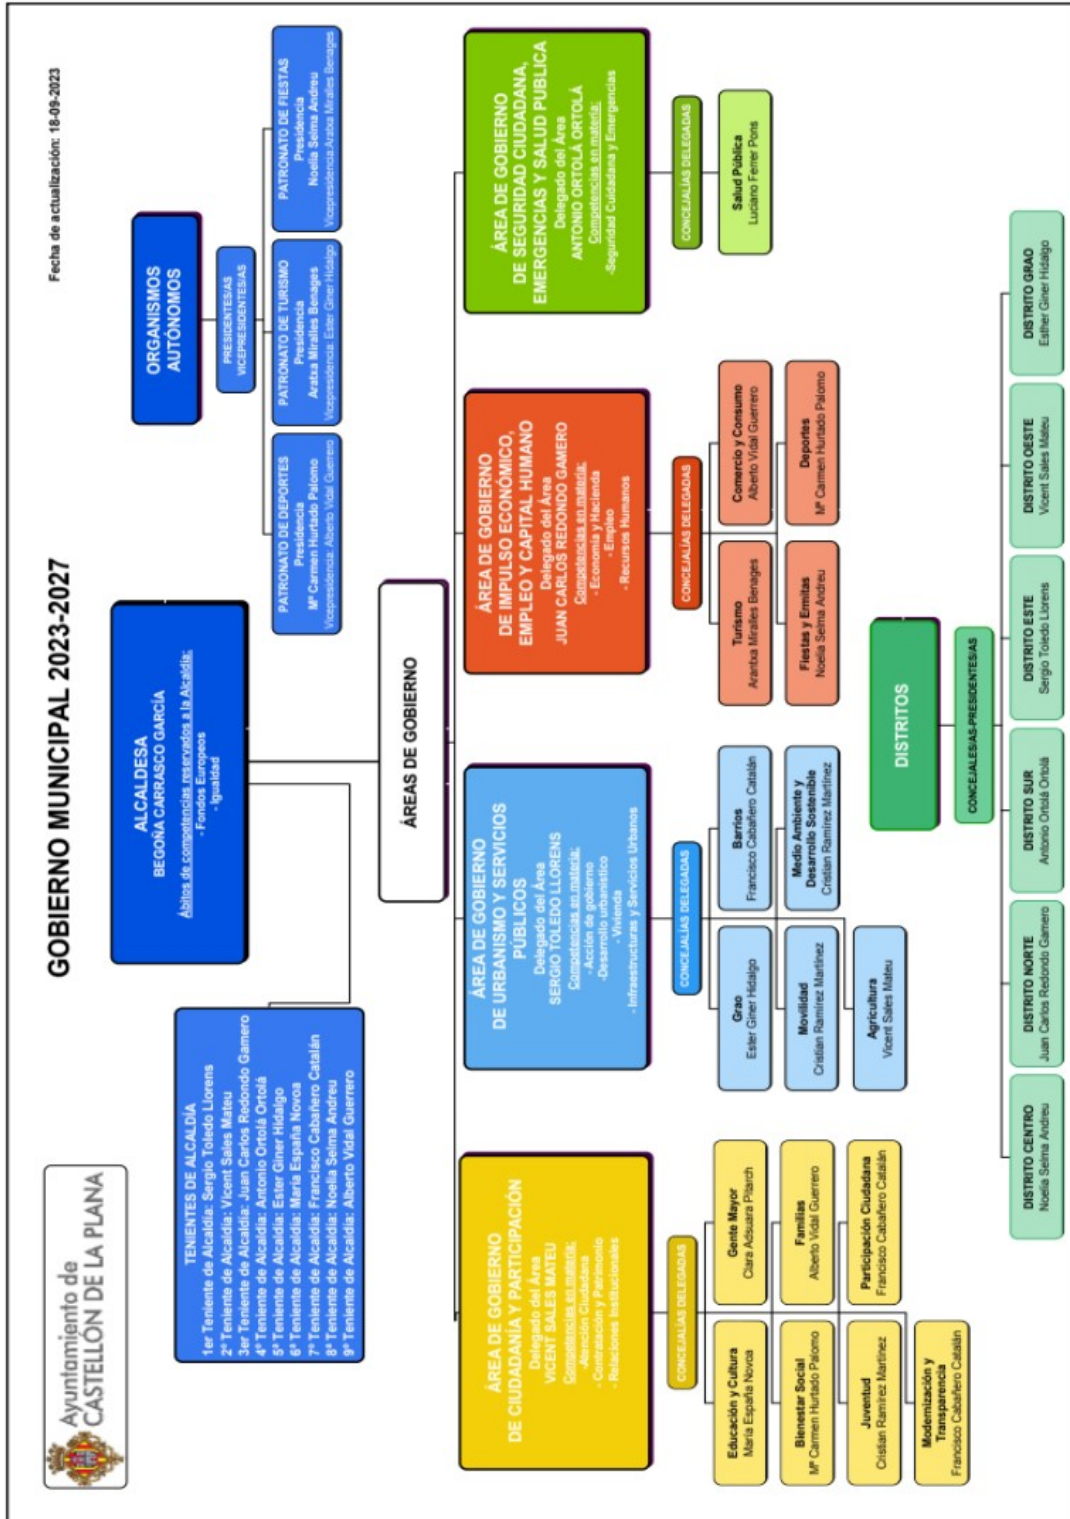 Ayuntamiento de
CASTELLÓN DE LA PLANA
GOBIERNO MUNICIPAL 2023-2027
Fecha de actualización: 18-09-2023
TENIENTES DE ALCALDÍA
1er Teniente de Alcaldía: Sergio Toledo Llorens
2º Teniente de Alcaldía: Vicent Sales Mateu
3er Teniente de Alcaldía: Juan Carlos Redondo Gamero
4º Teniente de Alcaldía: Antonio Ortolá Ortolá
5ª Teniente de Alcaldía: Ester Giner Hidalgo
6ª Teniente de Alcaldía: María España Novoa
7º Teniente de Alcaldía: Francisco Cabañero Catalán
8ª Teniente de Alcaldía: Noelia Selma Andreu
9º Teniente de Alcaldía: Alberto Vidal Guerrero
ALCALDESA
BEGOÑA CARRASCO GARCÍA
Ábitos de competencias reservados a la Alcaldía:
- Fondos Europeos
- Igualdad
ORGANISMOS
AUTÓNOMOS
PRESIDENTES/AS
VICEPRESIDENTES/AS
PATRONATO DE DEPORTES
Presidencia
Mª Carmen Hurtado Palomo
Vicepresidencia: Alberto Vidal Guerrero
PATRONATO DE TURISMO
Presidencia
Aratxa Miralles Benages
Vicepresidencia: Ester Giner Hidalgo
PATRONATO DE FIESTAS
Presidencia
Noelia Selma Andreu
Vicepresidencia:Aratxa Miralles Benages
ÁREAS DE GOBIERNO
ÁREA DE GOBIERNO
DE CIUDADANÍA Y PARTICIPACIÓN
Delegado del Área
VICENT SALES MATEU
Competencias en materia:
-Atención Ciudadana
- Contratación y Patrimonio
- Relaciones Institucionales
CONCEJALÍAS DELEGADAS
Educación y Cultura
María España Novoa
Gente Mayor
Clara Adsuara Pitarch
Bienestar Social
Mª Carmen Hurtado Palomo
Familias
Alberto Vidal Guerrero
Juventud
Cristian Ramírez Martínez
Participación Ciudadana
Francisco Cabañero Catalán
Modernización y
Transparencia
Francisco Cabañero Catalán
ÁREA DE GOBIERNO
DE URBANISMO Y SERVICIOS
PÚBLICOS
Delegado del Área
SERGIO TOLEDO LLORENS
Competencias en materia:
- Acción de gobierno
-Desarrollo urbanístico
- Vivienda
- Infraestructuras y Servicios Urbanos
CONCEJALÍAS DELEGADAS
Grao
Ester Giner Hidalgo
Barrios
Francisco Cabañero Catalán
Movilidad
Cristian Ramírez Martínez
Medio Ambiente y
Desarrollo Sostenible
Cristian Ramírez Martínez
Agricultura
Vicent Sales Mateu
ÁREA DE GOBIERNO
DE IMPULSO ECONÓMICO,
EMPLEO Y CAPITAL HUMANO
Delegado del Área
JUAN CARLOS REDONDO GAMERO
Competencias en materia:
- Economía y Hacienda
- Empleo
- Recursos Humanos
CONCEJALÍAS DELEGADAS
Turismo
Arantxa Miralles Benages
Comercio y Consumo
Alberto Vidal Guerrero
Fiestas y Ermitas
Noelia Selma Andreu
Deportes
Mª Carmen Hurtado Palomo
ÁREA DE GOBIERNO
DE SEGURIDAD CIUDADANA,
EMERGENCIAS Y SALUD PÚBLICA
Delegado del Área
ANTONIO ORTOLÁ ORTOLÁ
Competencias en materia:
-Seguridad Cuidadana y Emergencias
CONCEJALÍAS DELEGADAS
Salud Pública
Luciano Ferrer Pons
DISTRITOS
CONCEJALES/AS-PRESIDENTES/AS
DISTRITO CENTRO
Noelia Selma Andreu
DISTRITO NORTE
Juan Carlos Redondo Gamero
DISTRITO SUR
Antonio Ortolá Ortolá
DISTRITO ESTE
Sergio Toledo Llorens
DISTRITO OESTE
Vicent Sales Mateu
DISTRITO GRAO
Esther Giner Hidalgo